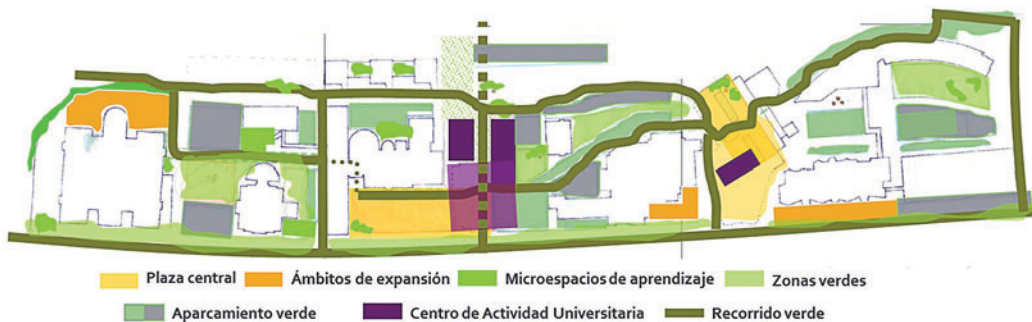 Plaza central Ámbitos de expansión Microespacios de aprendizaje Zonas verdes
Aparcamiento verde Centro de Actividad Universitaria Recorrido verde